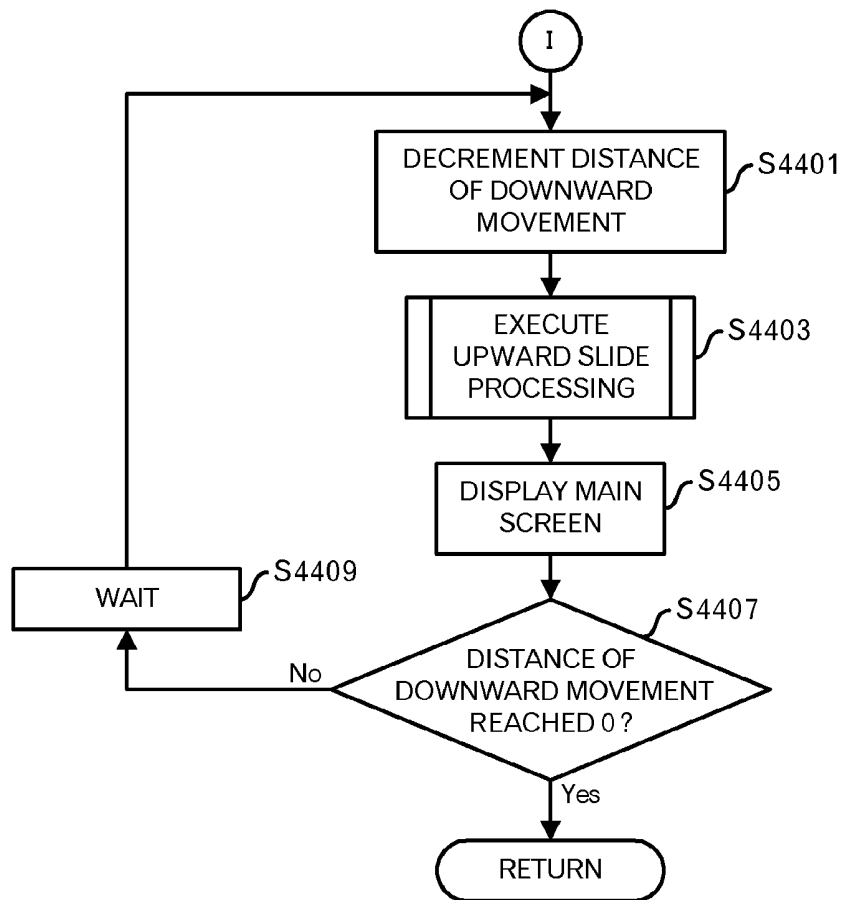 I
DECREMENT DISTANCE
OF DOWNWARD
MOVEMENT
S4401
EXECUTE
UPWARD SLIDE
PROCESSING
S4403
DISPLAY MAIN
SCREEN
S4405
WAIT
S4409
S4407
DISTANCE OF
DOWNWARD MOVEMENT
REACHED 0 ?
No
Yes
RETURN